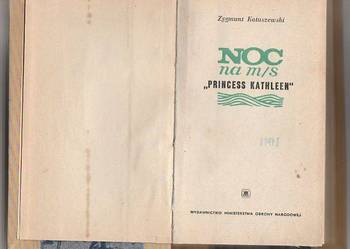 Zygmunt Kałuszewski
NOC
na m/s
„PRINCESS KATHLEEN"
WYDAWNICTWO MINISTERSTWA OBRONY NARODOWEJ